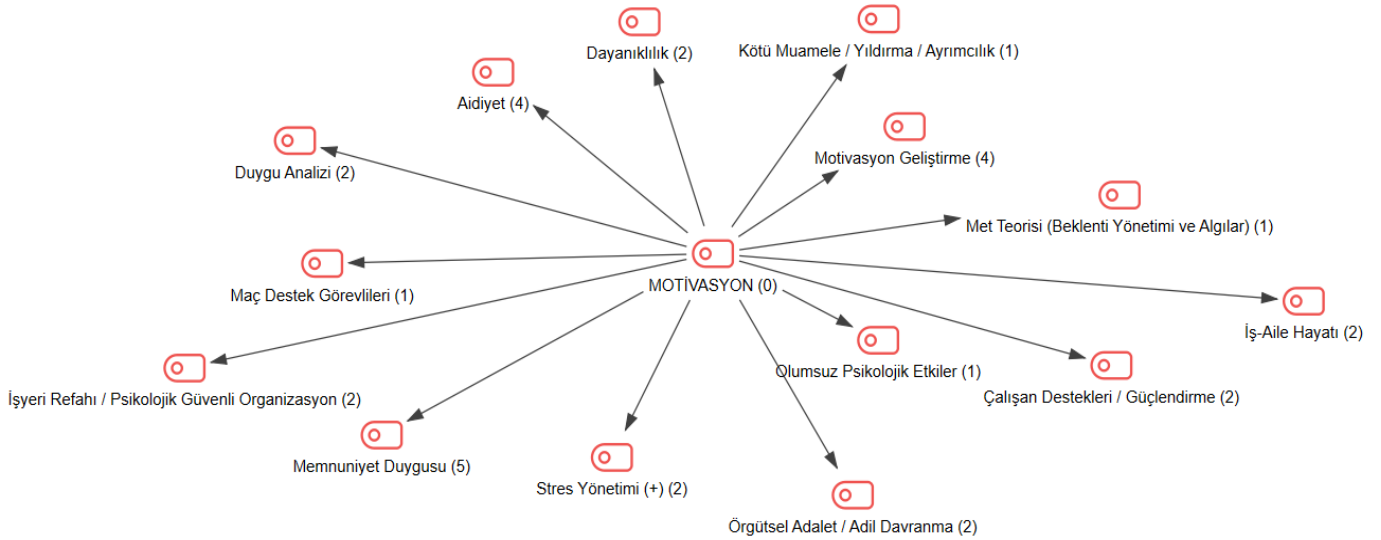 Dayanıklılık (2)
Kötü Muamele / Yıldırma / Ayrımcılık (1)
Aidiyet (4)
Motivasyon Geliştirme (4)
Duygu Analizi (2)
Met Teorisi (Beklenti Yönetimi ve Algılar) (1)
MOTİVASYON (0)
Maç Destek Görevlileri (1)
İş-Aile Hayatı (2)
Olumsuz Psikolojik Etkiler (1)
İşyeri Refahı / Psikolojik Güvenli Organizasyon (2)
Çalışan Destekleri / Güçlendirme (2)
Memnuniyet Duygusu (5)
Stres Yönetimi (+) (2)
Örgütsel Adalet / Adil Davranma (2)